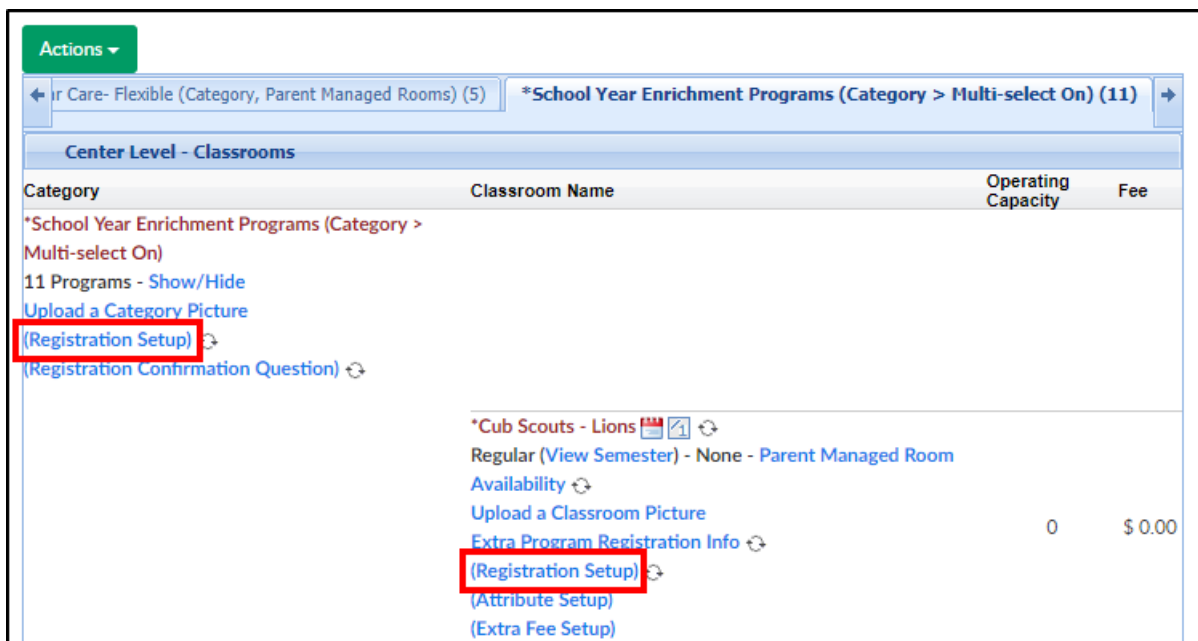 Actions
ar Care- Flexible (Category, Parent Managed Rooms) (5)
*School Year Enrichment Programs (Category > Multi-select On) (11)
Center Level - Classrooms
Category
Classroom Name
Operating
Capacity
Fee
*School Year Enrichment Programs (Category >
Multi-select On)
11 Programs - Show/Hide
Upload a Category Picture
(Registration Setup)
(Registration Confirmation Question)
*Cub Scouts - Lions
Regular (View Semester) - None - Parent Managed Room
Availability
Upload a Classroom Picture
Extra Program Registration Info
(Registration Setup)
(Attribute Setup)
(Extra Fee Setup)
0
$ 0.00